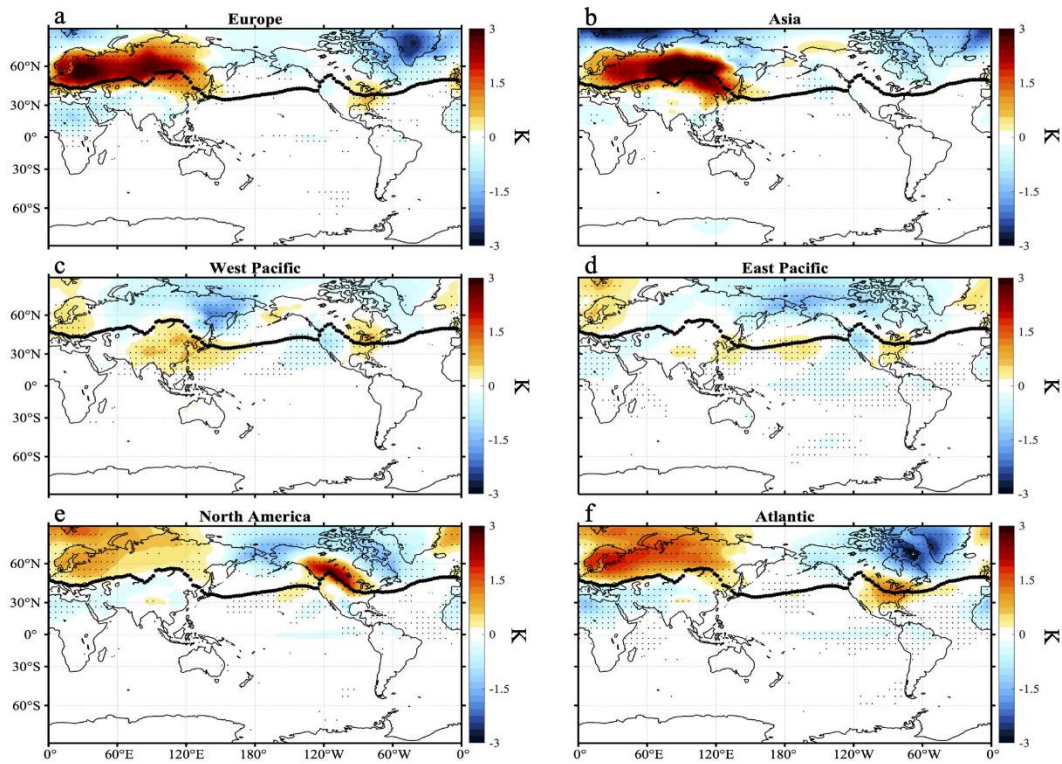 a Europe
b Asia
60°N
30°N
0°
30°S
60°S
3
1.5
0
-1.5
-3
K
3
1.5
0
-1.5
-3
K
c West Pacific
d East Pacific
60°N
30°N
0°
30°S
60°S
3
1.5
0
-1.5
-3
K
3
1.5
0
-1.5
-3
K
e North America
f Atlantic
60°N
30°N
0°
30°S
60°S
3
1.5
0
-1.5
-3
K
3
1.5
0
-1.5
-3
K
0° 60°E 120°E 180° 120°W 60°W 0°
0° 60°E 120°E 180° 120°W 60°W 0°